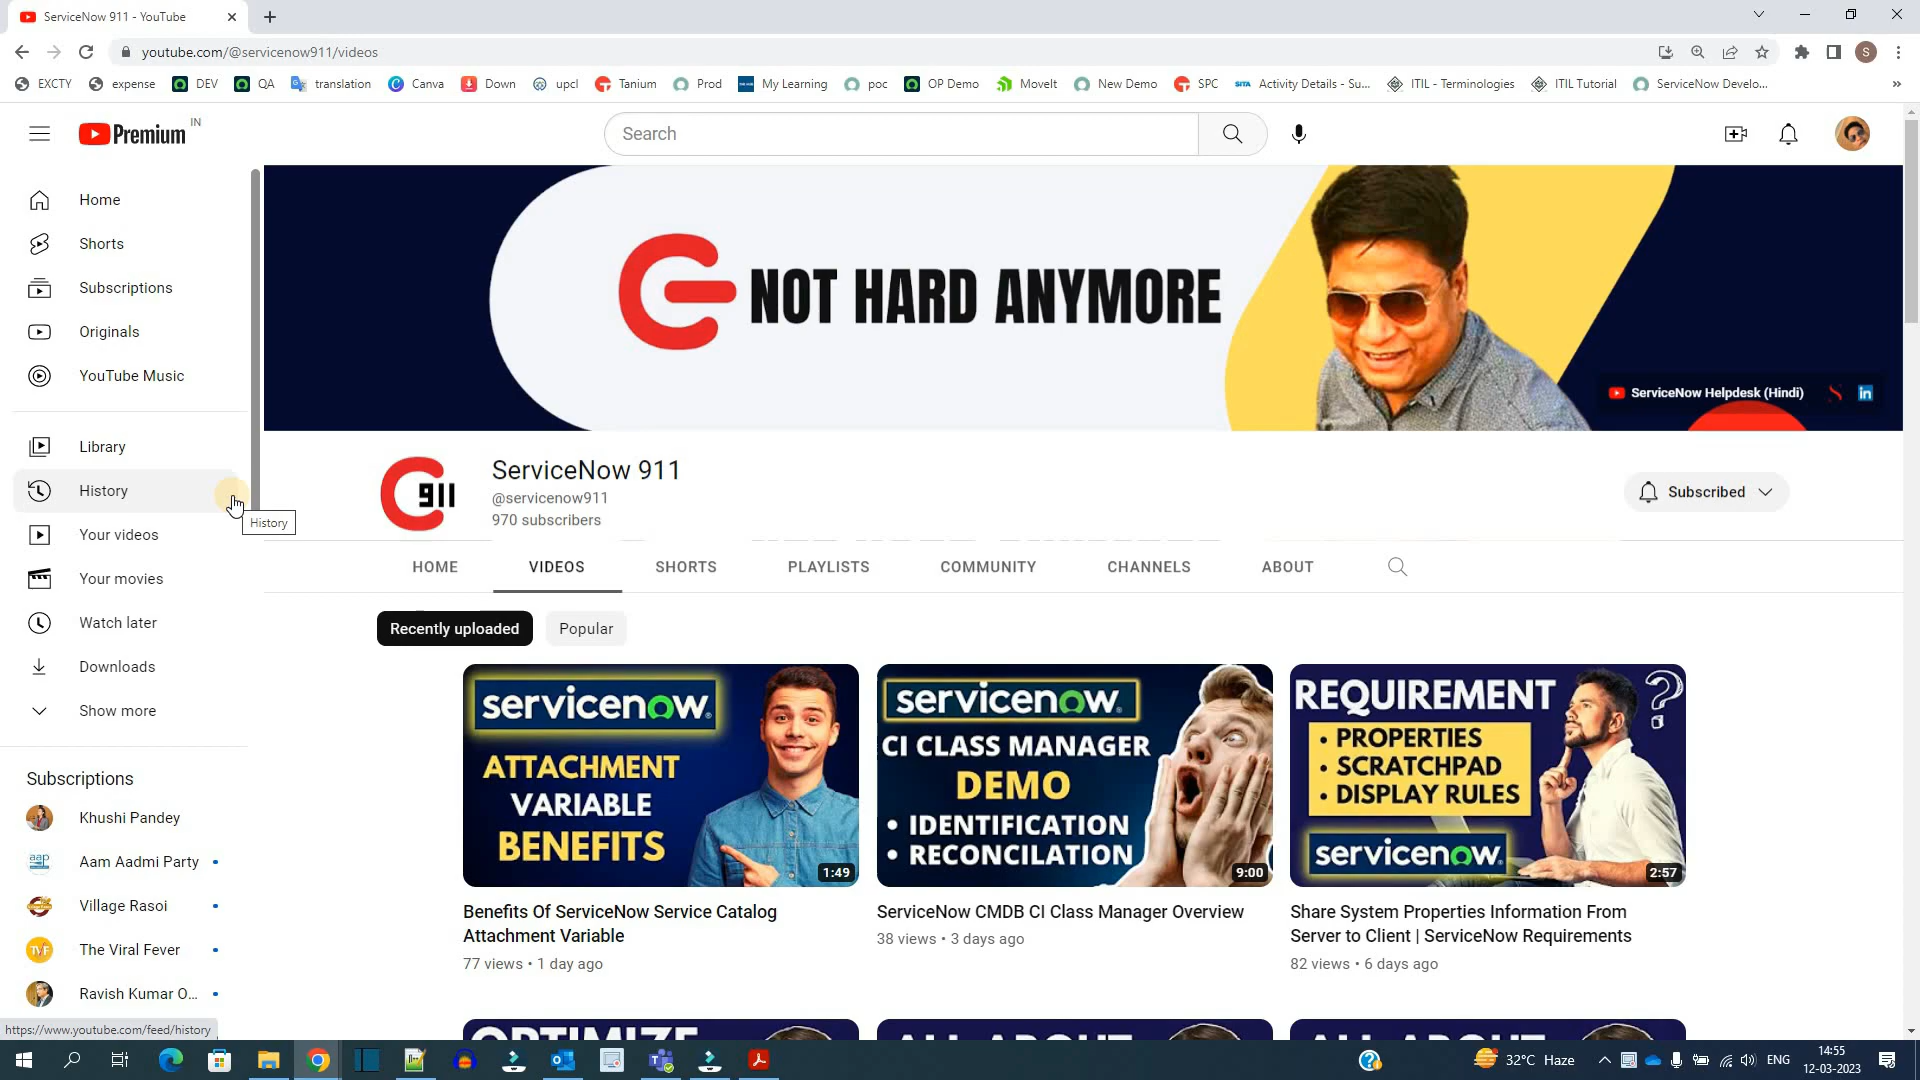 ServiceNow 911 - YouTube
youtube.com/@servicenow911/videos
EXCTY expense DEV QA translation Canva Down upcl Tanium Prod My Learning poc OP Demo MoveIt New Demo SPC SITA Activity Details - Su... ITIL - Terminologies ITIL Tutorial ServiceNow Develo... »
Premium IN
Search
Home
Shorts
Subscriptions
Originals
YouTube Music
Library
History
History
Your videos
Your movies
Watch later
Downloads
Show more
Subscriptions
Khushi Pandey
Aam Aadmi Party
Village Rasoi
The Viral Fever
Ravish Kumar O...
https://www.youtube.com/feed/history
NOT HARD ANYMORE
ServiceNow Helpdesk (Hindi)
911
ServiceNow 911
@servicenow911
970 subscribers
Subscribed
HOME VIDEOS SHORTS PLAYLISTS COMMUNITY CHANNELS ABOUT
Recently uploaded Popular
servicenow.
ATTACHMENT
VARIABLE
BENEFITS
1:49
Benefits Of ServiceNow Service Catalog
Attachment Variable
77 views • 1 day ago
servicenow.
CI CLASS MANAGER
DEMO
• IDENTIFICATION
• RECONCILATION
9:00
ServiceNow CMDB CI Class Manager Overview
38 views • 3 days ago
REQUIREMENT
• PROPERTIES
• SCRATCHPAD
• DISPLAY RULES
servicenow.
2:57
Share System Properties Information From
Server to Client | ServiceNow Requirements
82 views • 6 days ago
OPTIMIZE
ALL ABOUT
ALL ABOUT
32°C Haze
ENG
14:55
12-03-2023